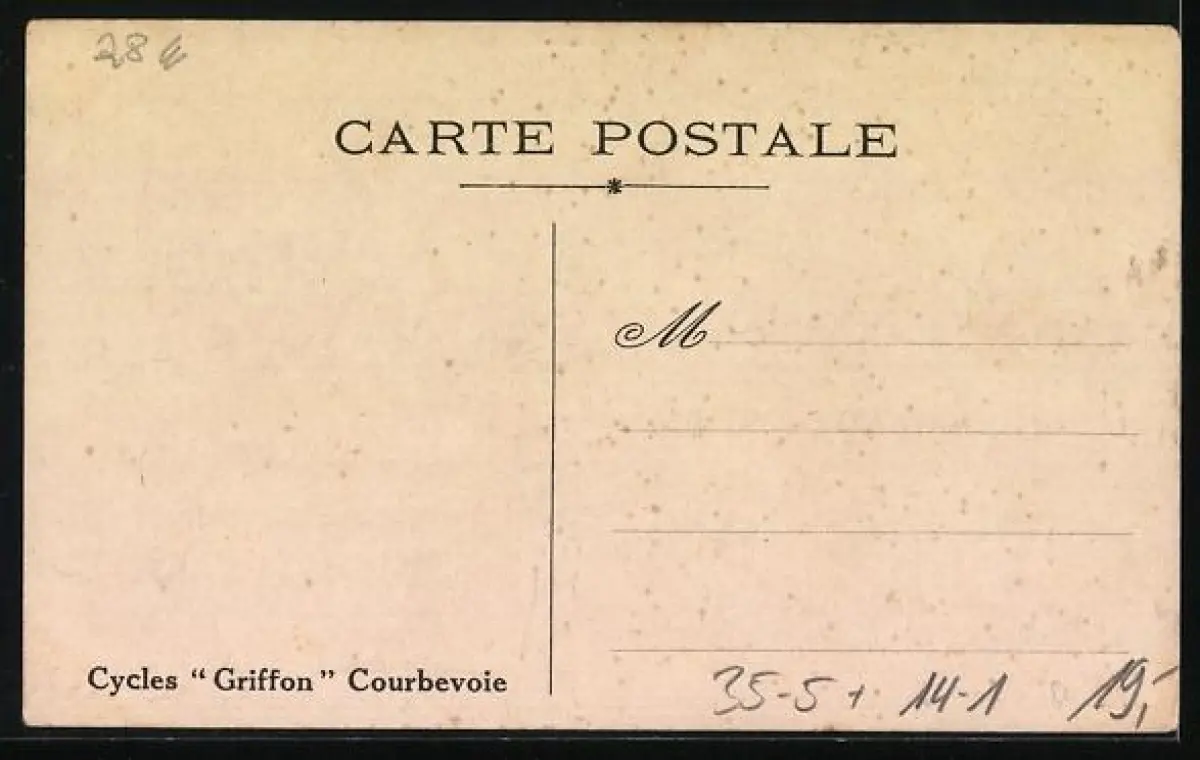 28 €
CARTE POSTALE
M
Cycles “Griffon” Courbevoie
35-5+ 14-1 19,-